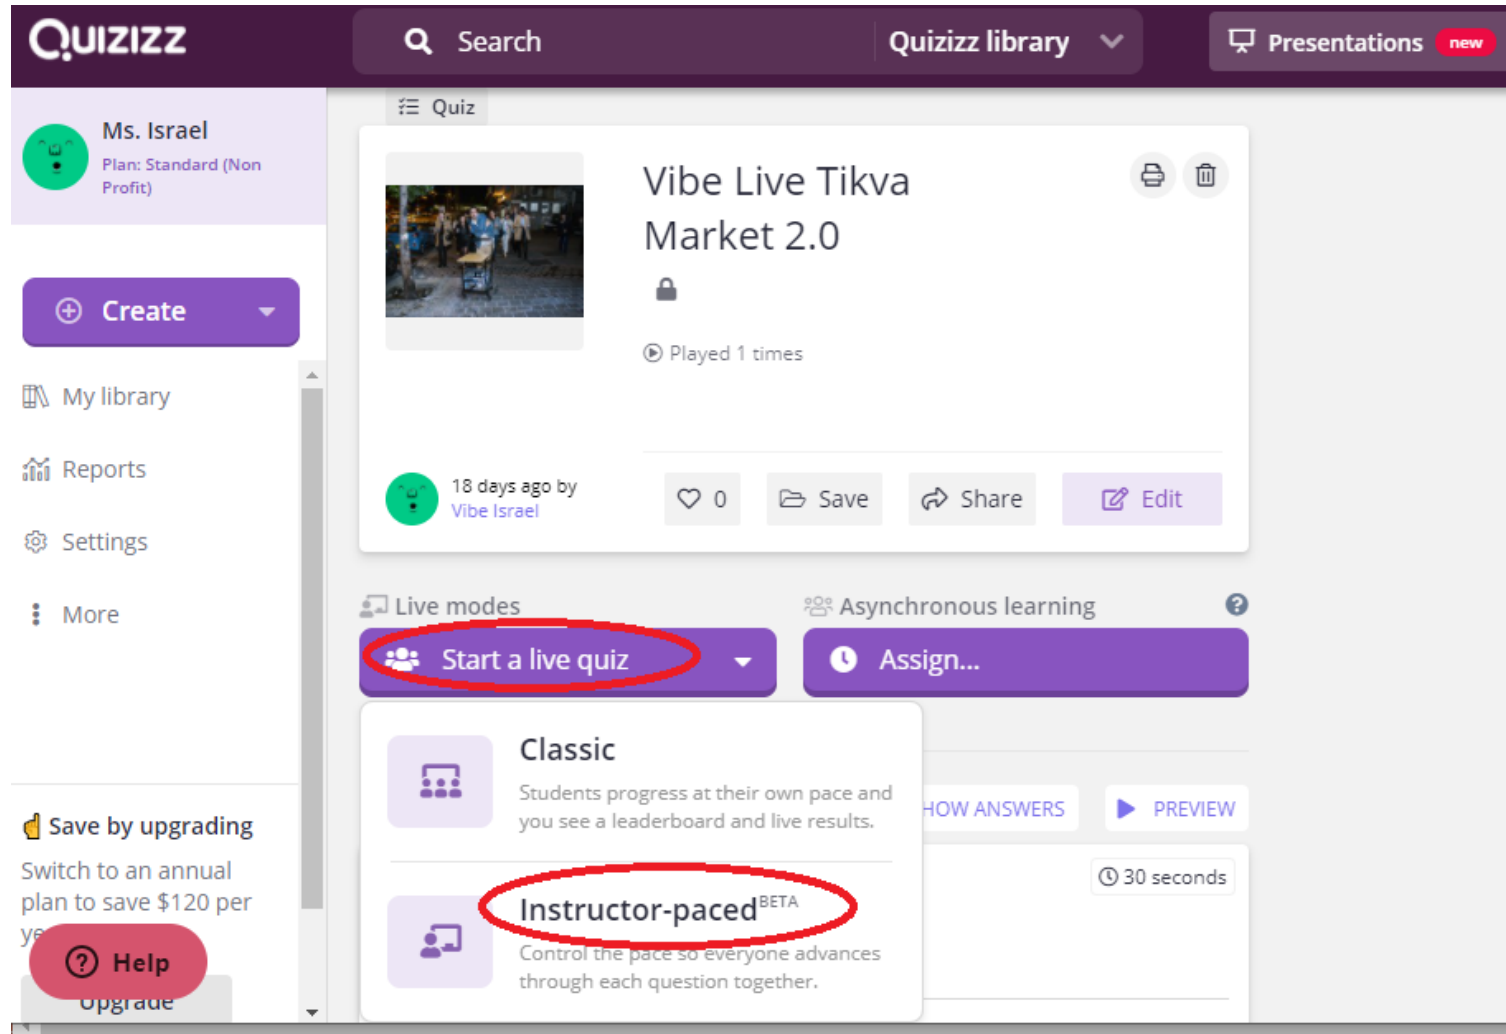 Quizizz
Search
Quizizz library
Presentations new
Ms. Israel
Plan: Standard (Non
Profit)
Create
My library
Reports
Settings
More
Save by upgrading
Switch to an annual
plan to save $120 per
Help
Upgrade
Quiz
Vibe Live Tikva
Market 2.0
Played 1 times
18 days ago by
Vibe Israel
0
Save
Share
Edit
Live modes
Start a live quiz
Asynchronous learning
Assign...
Classic
Students progress at their own pace and
you see a leaderboard and live results.
Instructor-paced BETA
Control the pace so everyone advances
through each question together.
HOW ANSWERS
PREVIEW
30 seconds